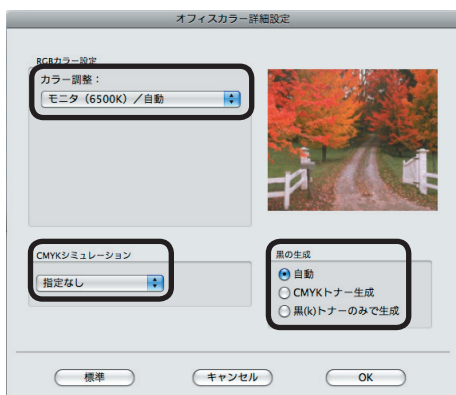 オフィスカラー詳細設定
RGBカラー設定
カラー調整：
モニタ（6500K）／自動
CMYKシミュレーション
指定なし
黒の生成
自動
CMYKトナー生成
黒(k)トナーのみで生成
標準
キャンセル
OK